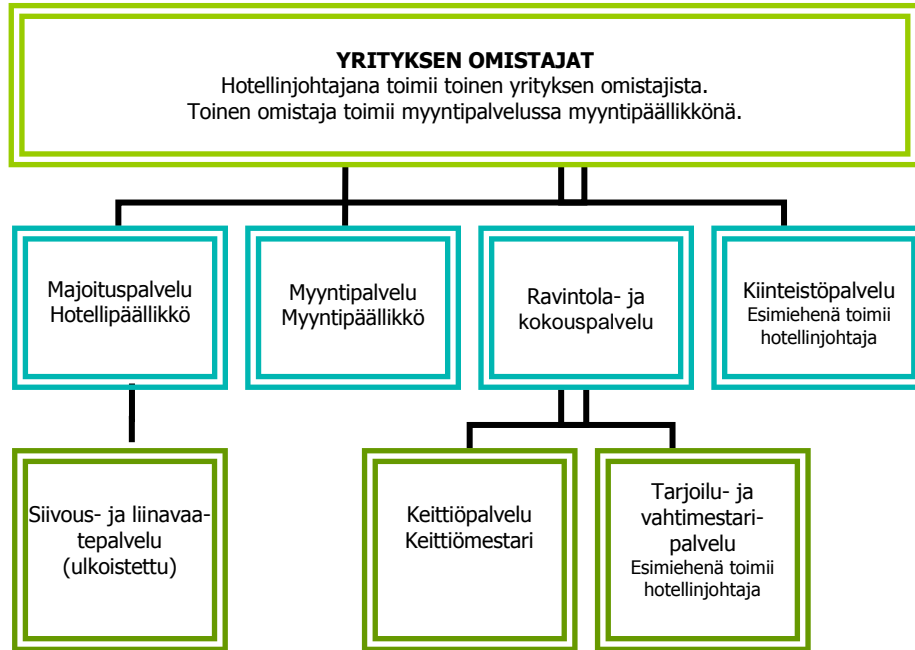 YRITYKSEN OMISTAJAT
Hotellinjohtajana toimii toinen yrityksen omistajista.
Toinen omistaja toimii myyntipalvelussa myyntipäällikkönä.
Majoituspalvelu
Hotellipäällikkö
Myyntipalvelu
Myyntipäällikkö
Ravintola- ja
kokouspalvelu
Kiinteistöpalvelu
Esimiehenä toimii
hotellinjohtaja
Siivous- ja liinavaa-
tepalvelu
(ulkoistettu)
Keittiöpalvelu
Keittiömestari
Tarjoilu- ja
vahtimestari-
palvelu
Esimiehenä toimii
hotellinjohtaja